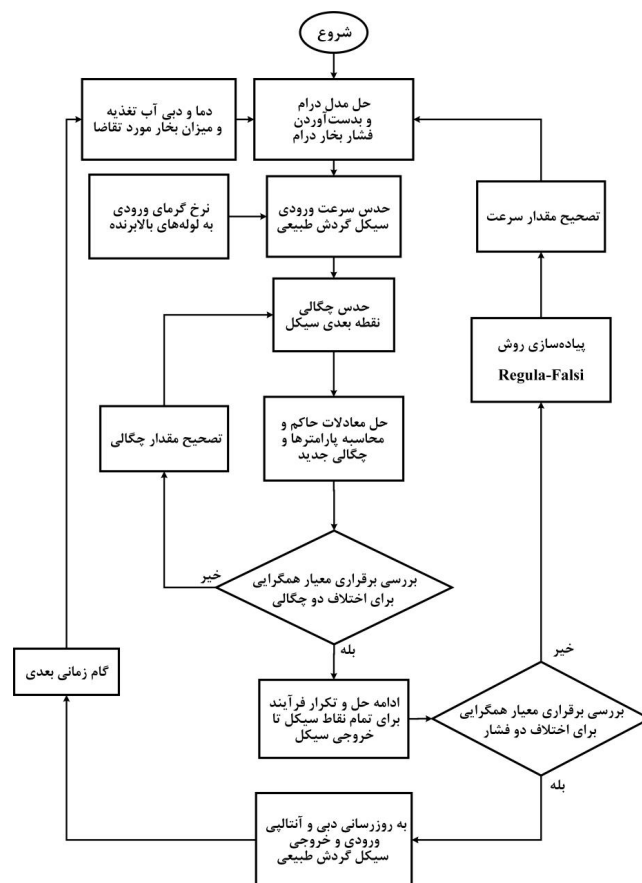 شروع
دما و دبی آب تغذیه
و میزان بخار مورد تقاضا
حل مدل درام
و بدست‌آوردن
فشار بخار درام
نرخ گرمای ورودی
به لوله‌های بالابرنده
حدس سرعت ورودی
سیکل گردش طبیعی
تصحیح مقدار سرعت
حدس چگالی
نقطه بعدی سیکل
پیاده‌سازی روش
Regula-Falsi
تصحیح مقدار چگالی
حل معادلات حاکم و
محاسبه پارامترها و
چگالی جدید
بررسی برقراری معیار همگرایی
برای اختلاف دو چگالی
خیر
بله
گام زمانی بعدی
ادامه حل و تکرار فرآیند
برای تمام نقاط سیکل تا
خروجی سیکل
خیر
بررسی برقراری معیار همگرایی
برای اختلاف دو فشار
بله
به روزرسانی دبی و آنتالپی
ورودی و خروجی
سیکل گردش طبیعی